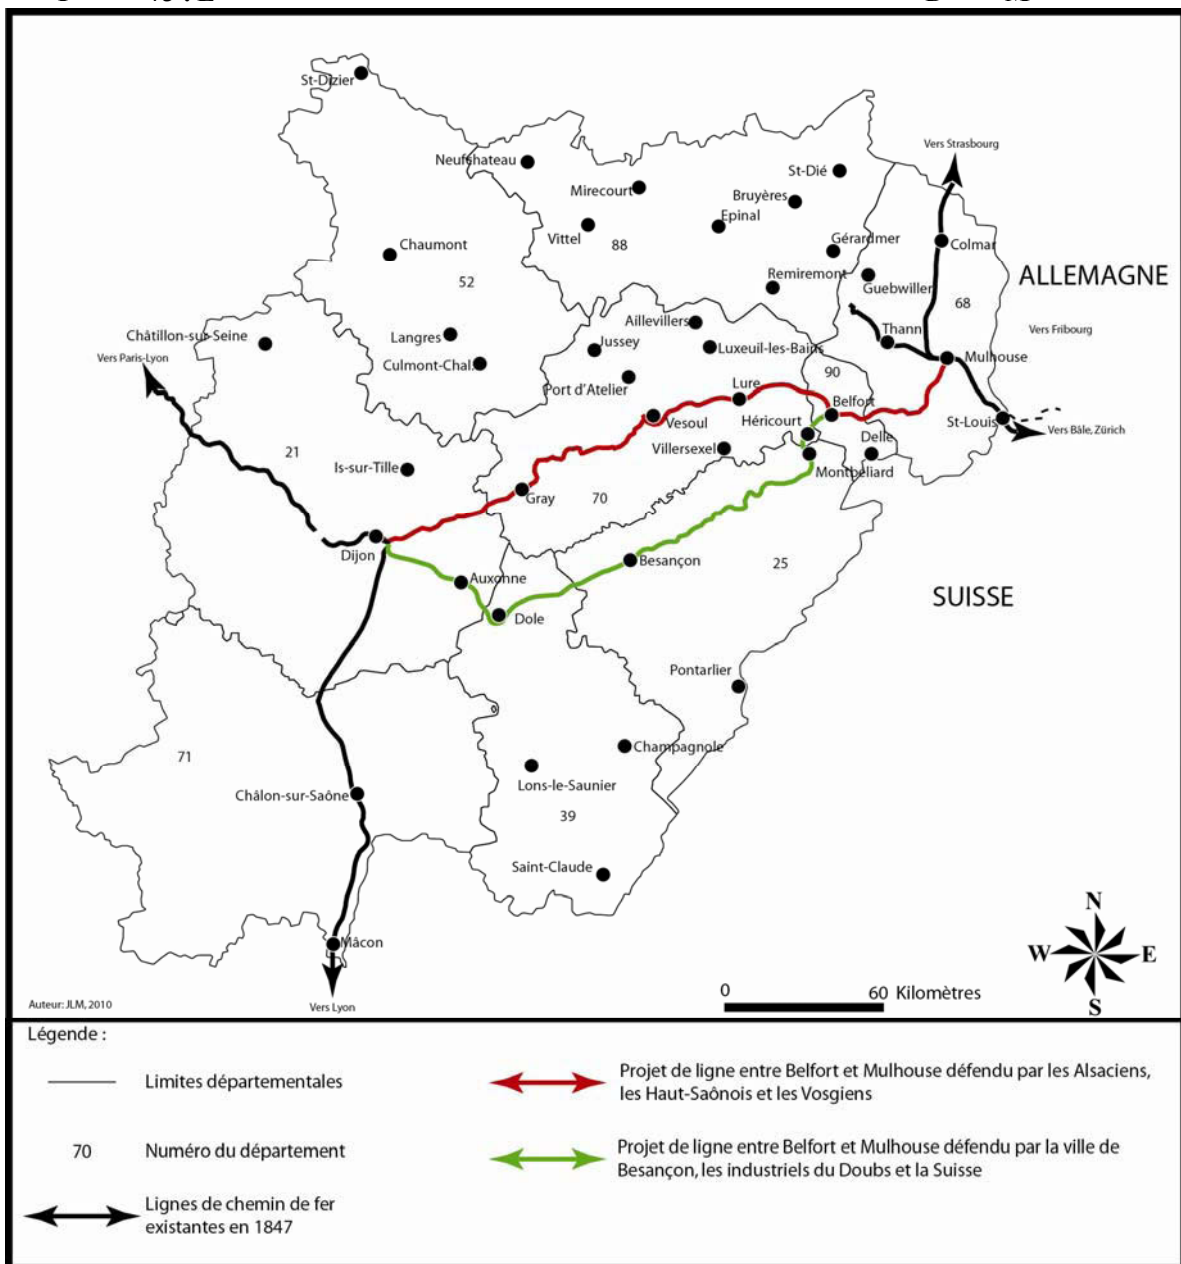 St-Dizier
Neufchateau
Mirecourt
St-Dié
Bruyères
Epinal
Vittel
88
Gérardmer
Remiremont
Guebwiller
Vers Strasbourg
Colmar
ALLEMAGNE
68
Vers Fribourg
Chaumont
52
Châtillon-sur-Seine
Vers Paris-Lyon
Langres
Culmont-Chal.
Aillevillers
Jussey
Luxeuil-les-Bains
Port d'Atelier
Thann
Mulhouse
90
Lure
Belfort
Vesoul
Héricourt
Villersexel
Delle
Montbéliard
St-Louis
Vers Bâle, Zürich
21
Is-sur-Tille
Gray
70
Dijon
Auxonne
Dole
Besançon
25
SUISSE
Pontarlier
Champagnole
Lons-le-Saunier
39
Saint-Claude
71
Châlon-sur-Saône
Mâcon
Vers Lyon
N
W
E
S
0
60 Kilomètres
Auteur: JLM, 2010
Légende :
Limites départementales
70
Numéro du département
Lignes de chemin de fer
existantes en 1847
Projet de ligne entre Belfort et Mulhouse défendu par les Alsaciens,
les Haut-Saônois et les Vosgiens
Projet de ligne entre Belfort et Mulhouse défendu par la ville de
Besançon, les industriels du Doubs et la Suisse